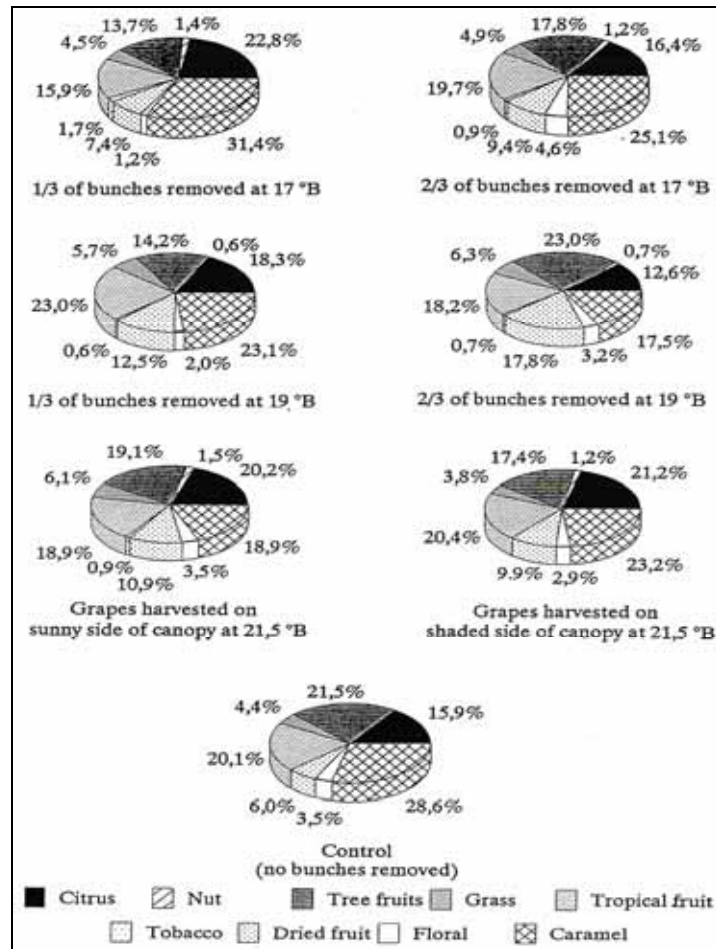 13,7% 1,4%
4,5% 22,8%
15,9%
1,7%
7,4%
1,2% 31,4%
1/3 of bunches removed at 17 °B
17,8% 1,2%
4,9% 16,4%
19,7%
0,9% 25,1%
9,4% 4,6%
2/3 of bunches removed at 17 °B
14,2% 0,6%
5,7% 18,3%
23,0%
0,6% 23,1%
12,5% 2,0%
1/3 of bunches removed at 19 °B
23,0% 0,7%
6,3% 12,6%
18,2%
0,7% 17,5%
17,8% 3,2%
2/3 of bunches removed at 19 °B
19,1% 1,5%
6,1% 20,2%
18,9% 18,9%
0,9% 3,5%
10,9%
Grapes harvested on
sunny side of canopy at 21,5 °B
17,4% 1,2%
3,8% 21,2%
20,4%
9.9% 2,9% 23,2%
Grapes harvested on
shaded side of canopy at 21,5 °B
21,5%
4,4% 15,9%
20,1%
6,0% 28,6%
3,5%
Control
(no bunches removed)
Citrus Nut Tree fruits Grass Tropical fruit
Tobacco Dried fruit Floral Caramel